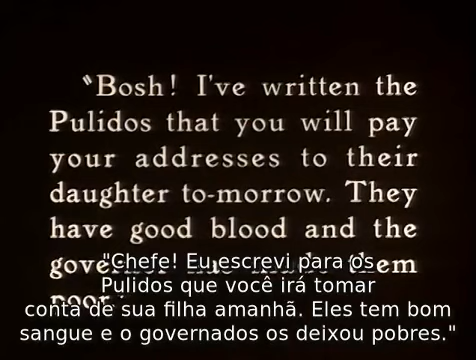 “Bosh! I've written the
Pulidos that you will pay
your addresses to their
daughter to-morrow. They
have good blood and the
"Chefe! Eu escrevi para os
Pulidos que você irá tomar
conta de sua filha amanhã. Eles tem bom
sangue e o governados os deixou pobres."